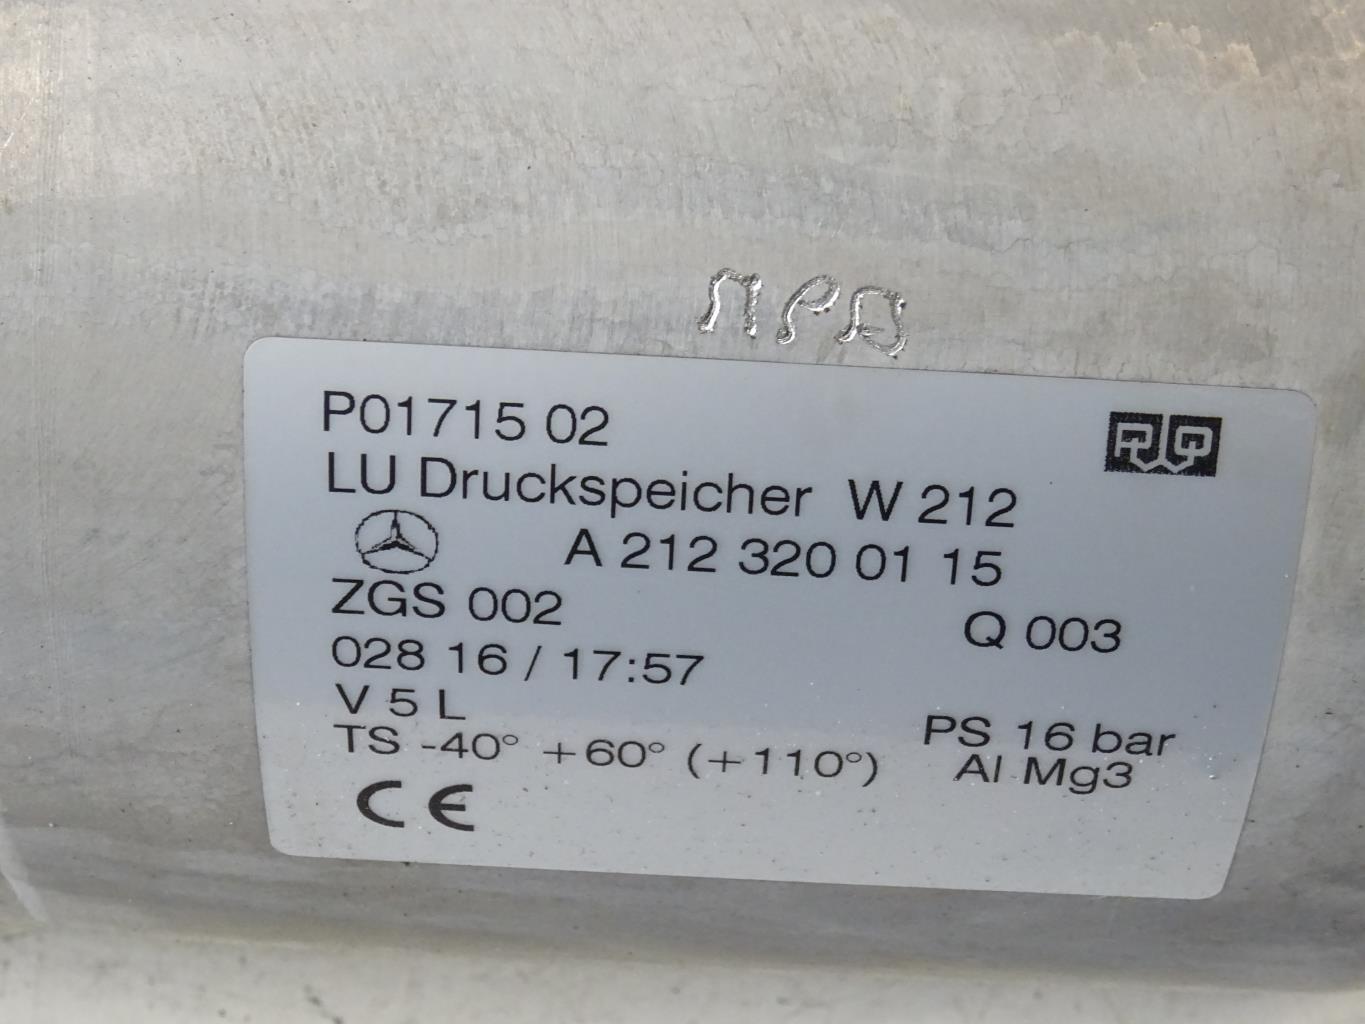 P01715 02
LU Druckspeicher W 212
A 212 320 01 15
ZGS 002
Q 003
028 16 / 17:57
V 5 L
PS 16 bar
TS -40° +60° (+110°)
Al Mg3
CE